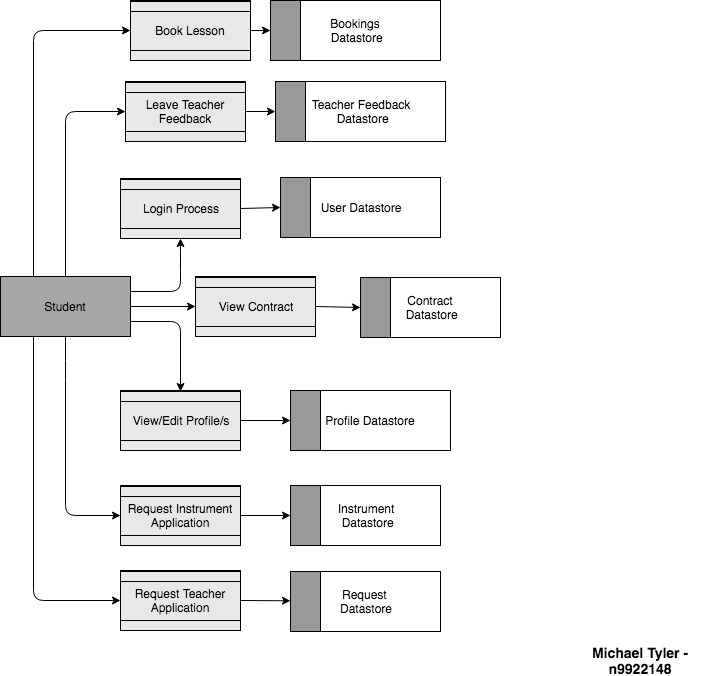 Book Lesson
Bookings
Datastore
Leave Teacher
Feedback
Teacher Feedback
Datastore
Login Process
User Datastore
Student
View Contract
Contract
Datastore
View/Edit Profile/s
Profile Datastore
Request Instrument
Application
Instrument
Datastore
Request Teacher
Application
Request
Datastore
Michael Tyler -
n9922148